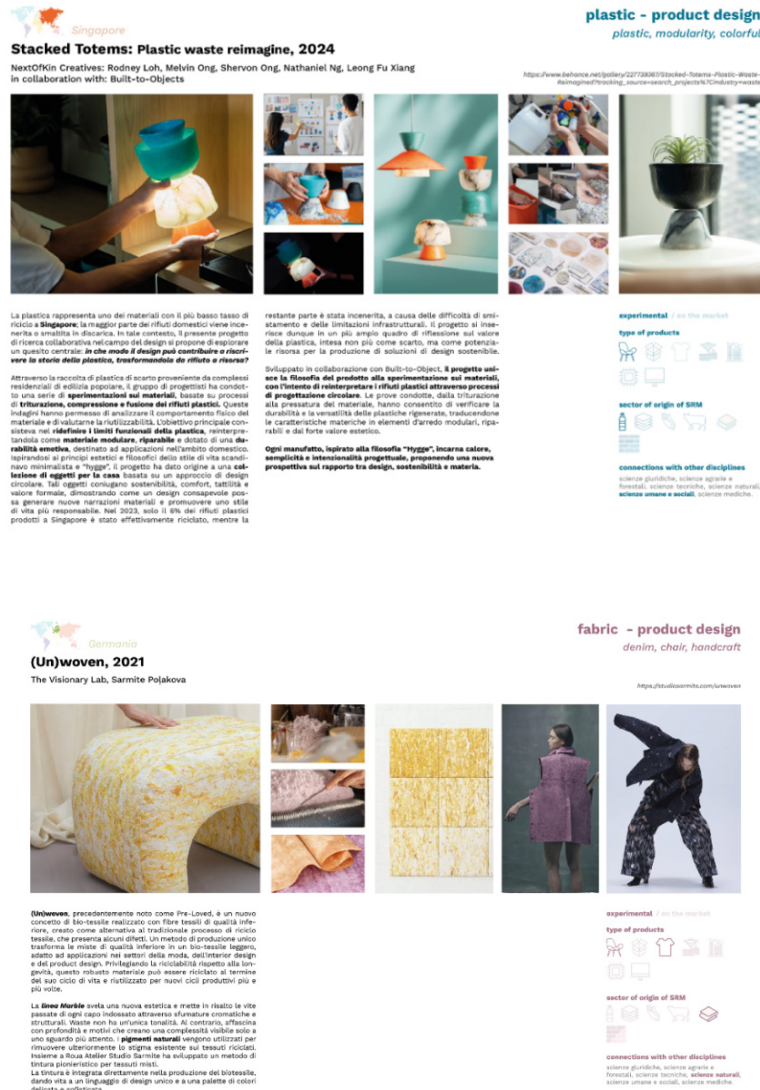 Singapore
plastic - product design
plastic, modularity, colorful
Stacked Totems: Plastic waste reimagine, 2024
NextOfKin Creatives: Rodney Loh, Melvin Ong, Shervon Ong, Nathaniel Ng, Leong Fu Xiang
in collaboration with: Built-to-Objects
La plastica rappresenta uno dei materiali con il più basso tasso di
riciclo a Singapore; la maggior parte dei rifiuti domestici viene ince-
nerita o smaltita in discarica. In tale contesto, il presente progetto
di ricerca collaborativa nel campo del design si propone di esplorare
un quesito centrale: in che modo il design può contribuire a riscri-
vere la storia della plastica, trasformandola da rifiuto a risorsa?
Attraverso la raccolta di plastica di scarto proveniente da complessi
residenziali di edilizia popolare, il gruppo di progettisti ha condot-
to una serie di sperimentazioni sui materiali, basate su processi
di triturazione, compressione e fusione dei rifiuti plastici. Queste
indagini hanno permesso di analizzare il comportamento fisico del
materiale e di valutarne la riutilizzabilità. L'obiettivo principale con-
sisteva nel ridefinire i limiti funzionali della plastica, reinterpre-
tandola come materiale modulare, riparabile e dotato di una du-
rabilità emotiva, destinato ad applicazioni nell'ambito domestico.
Ispirandosi ai principi estetici e filosofici dello stile di vita scandi-
navo minimalista e "hygge", il progetto ha dato origine a una col-
lezione di oggetti per la casa basata su un approccio di design
circolare. Tali oggetti coniugano sostenibilità, comfort, tattilità e
valore formale, dimostrando come un design consapevole pos-
sa generare nuove narrazioni materiali e promuovere uno stile
di vita più responsabile. Nel 2023, solo il 6% dei rifiuti plastici
prodotti a Singapore è stato effettivamente riciclato, mentre la
restante parte è stata incenerita, a causa delle difficoltà di smi-
stamento e delle limitazioni infrastrutturali. Il progetto si inse-
risce dunque in un più ampio quadro di riflessione sul valore
della plastica, intesa non più come scarto, ma come potenzia-
le risorsa per la produzione di soluzioni di design sostenibile.
Sviluppato in collaborazione con Built-to-Object, il progetto uni-
sce la filosofia del prodotto alla sperimentazione sui materiali,
con l'intento di reinterpretare i rifiuti plastici attraverso processi
di progettazione circolare. Le prove condotte, dalla triturazione
alla pressatura del materiale, hanno consentito di verificare la
durabilità e la versatilità delle plastiche rigenerate, traducendone
le caratteristiche materiche in elementi d'arredo modulari, ripa-
rabili e dal forte valore estetico.
Ogni manufatto, ispirato alla filosofia "Hygge", incarna calore,
semplicità e intenzionalità progettuale, proponendo una nuova
prospettiva sul rapporto tra design, sostenibilità e materia.
experimental / on the market
type of products
sector of origin of SRM
connections with other disciplines
scienze giuridiche, scienze agrarie e
forestali, scienze tecniche, scienze naturali,
scienze umane e sociali, scienze mediche.
Germania
fabric - product design
denim, chair, handcraft
(Un)woven, 2021
The Visionary Lab, Sarmite Poļakova
https://studiosarmite.com/unwoven
(Un)woven, precedentemente noto come Pre-Loved, è un nuovo
concetto di bio-tessile realizzato con fibre tessili di qualità infe-
riore, creato come alternativa al tradizionale processo di riciclo
tessile, che presenta alcuni difetti. Un metodo di produzione unico
trasforma le miste di qualità inferiore in un bio-tessile leggero,
adatto ad applicazioni nei settori della moda, dell'interior design
e del product design. Privilegiando la riciclabilità rispetto alla lon-
gevità, questo robusto materiale può essere riciclato al termine
del suo ciclo di vita e riutilizzato per nuovi cicli produttivi più e
più volte.
La linea Marble svela una nuova estetica e mette in risalto le vite
passate di ogni capo indossato attraverso sfumature cromatiche e
strutturali. Waste non ha un'unica tonalità. Al contrario, affascina
con profondità e motivi che creano una complessità visibile solo a
uno sguardo più attento. I pigmenti naturali vengono utilizzati per
rimuovere ulteriormente lo stigma esistente sui tessuti riciclati.
Insieme a Roua Atelier Studio Sarmite ha sviluppato un metodo di
tintura pionieristico per tessuti misti.
La tintura è integrata direttamente nella produzione del biotessile,
dando vita a un linguaggio di design unico e a una palette di colori
experimental / on the market
type of products
sector of origin of SRM
connections with other disciplines
scienze giuridiche, scienze agrarie e
forestali, scienze tecniche, scienze naturali,
scienze umane e sociali, scienze mediche.